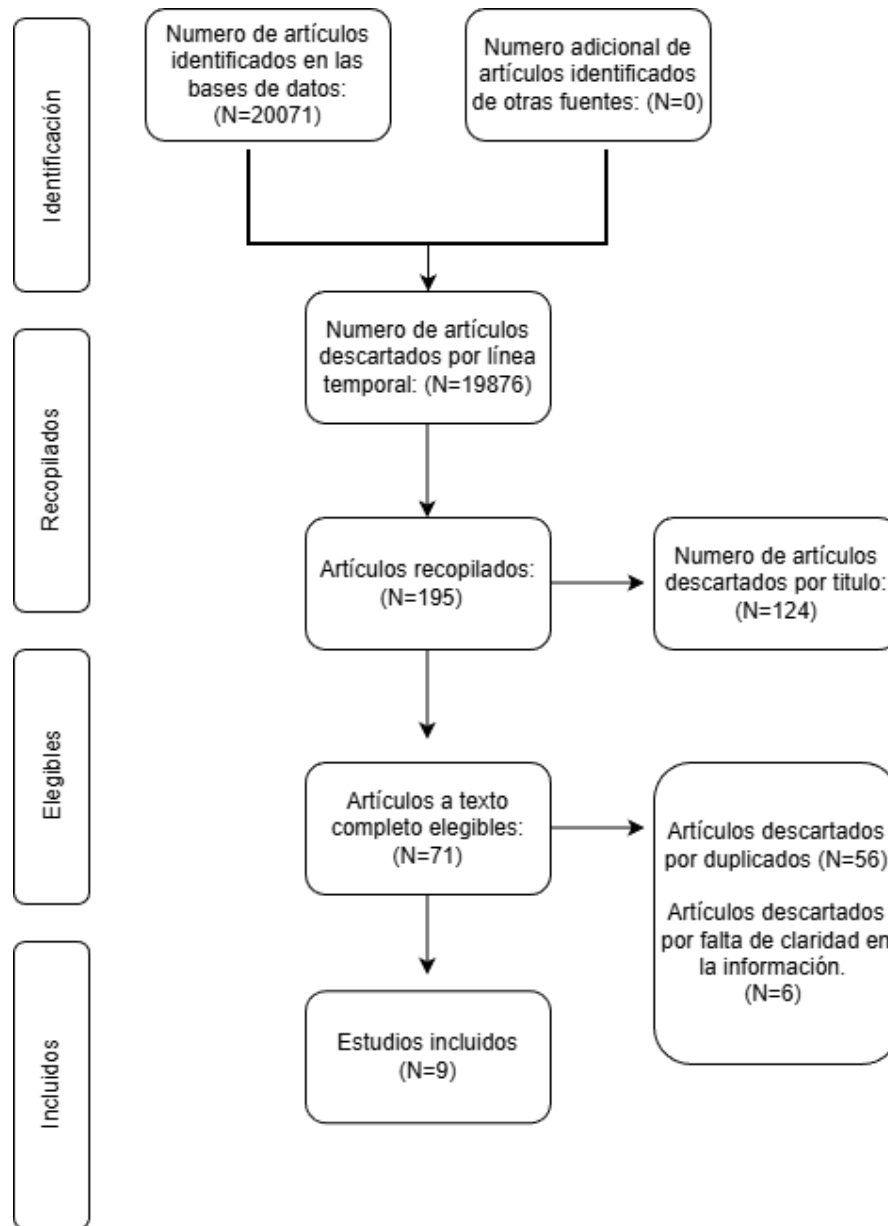 Identificación
Numero de artículos
identificados en las
bases de datos:
(N=20071)
Numero adicional de
artículos identificados
de otras fuentes: (N=0)
Recopilados
Numero de artículos
descartados por línea
temporal: (N=19876)
Artículos recopilados:
(N=195)
Numero de artículos
descartados por titulo:
(N=124)
Elegibles
Artículos a texto
completo elegibles:
(N=71)
Artículos descartados
por duplicados (N=56)
Artículos descartados
por falta de claridad en
la información.
(N=6)
Incluidos
Estudios incluidos
(N=9)